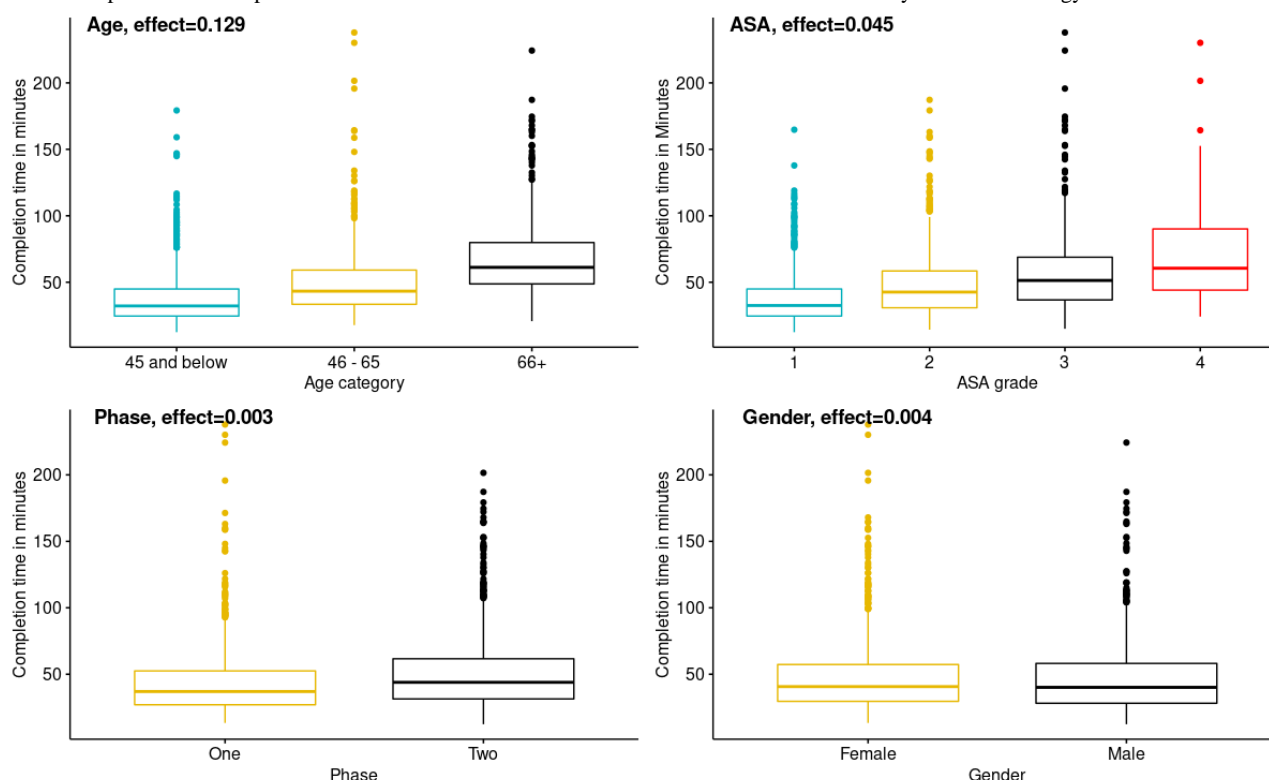 Age, effect=0.129
Completion time in minutes
200
150
100
50
45 and below
46 - 65
66+
Age category
ASA, effect=0.045
Completion time in Minutes
200
150
100
50
1
2
3
4
ASA grade
Phase, effect=0.003
Completion time in minutes
200
150
100
50
One
Two
Phase
Gender, effect=0.004
Completion time in minutes
200
150
100
50
Female
Male
Gender